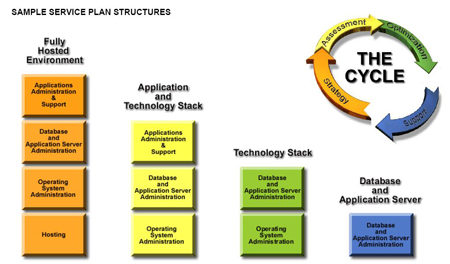 SAMPLE SERVICE PLAN STRUCTURES
Fully
Hosted
Environment
Applications
Administration
&
Support
Database
and
Application Server
Administration
Operating
System
Administration
Hosting
Application
and
Technology Stack
Applications
Administration
&
Support
Database
and
Application Server
Administration
Operating
System
Administration
Technology Stack
Database
and
Application Server
Administration
Operating
System
Administration
Database
and
Application Server
Database
and
Application Server
Administration
THE
CYCLE
Assessment
Optimization
Support
Strategy